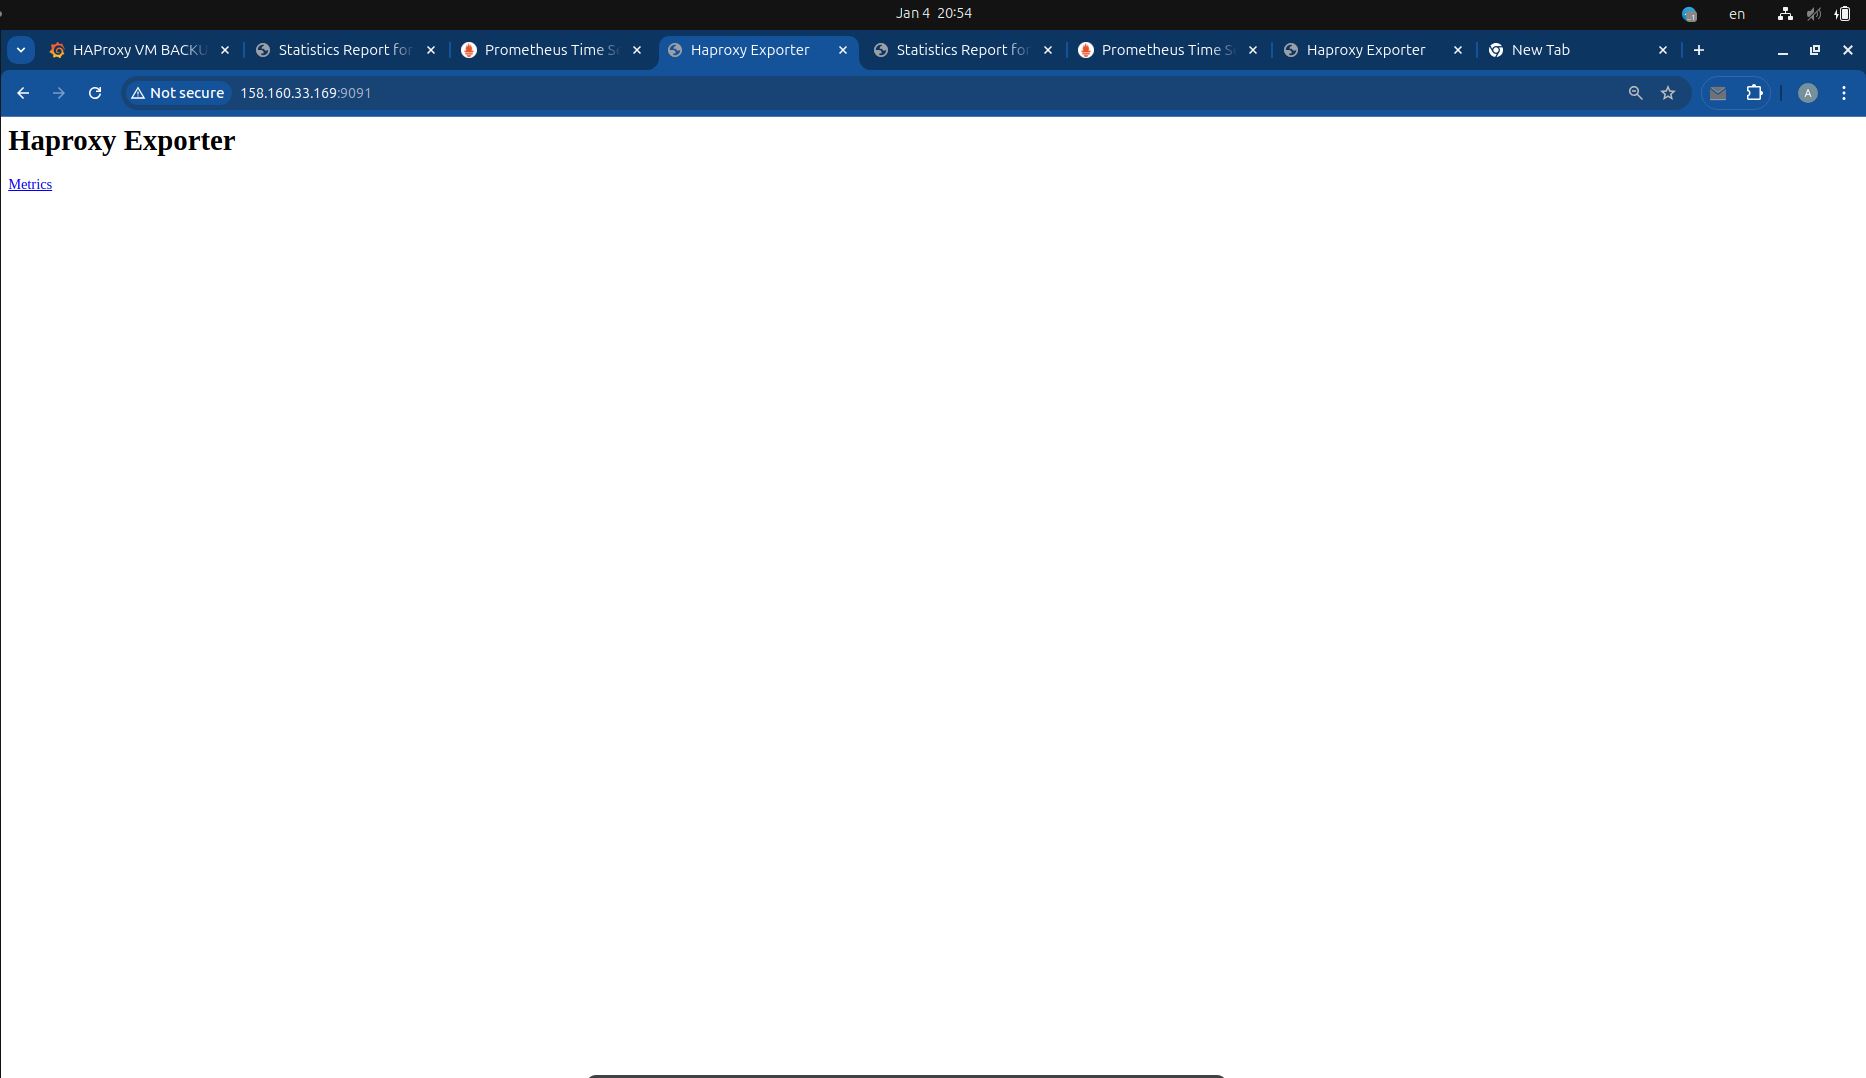 Jan 4 20:54
en
HAProxy VM BACKU
Statistics Report for
Prometheus Time Se
Haproxy Exporter
Statistics Report for
Prometheus Time S
Haproxy Exporter
New Tab
Not secure
158.160.33.169:9091
A
Haproxy Exporter
Metrics